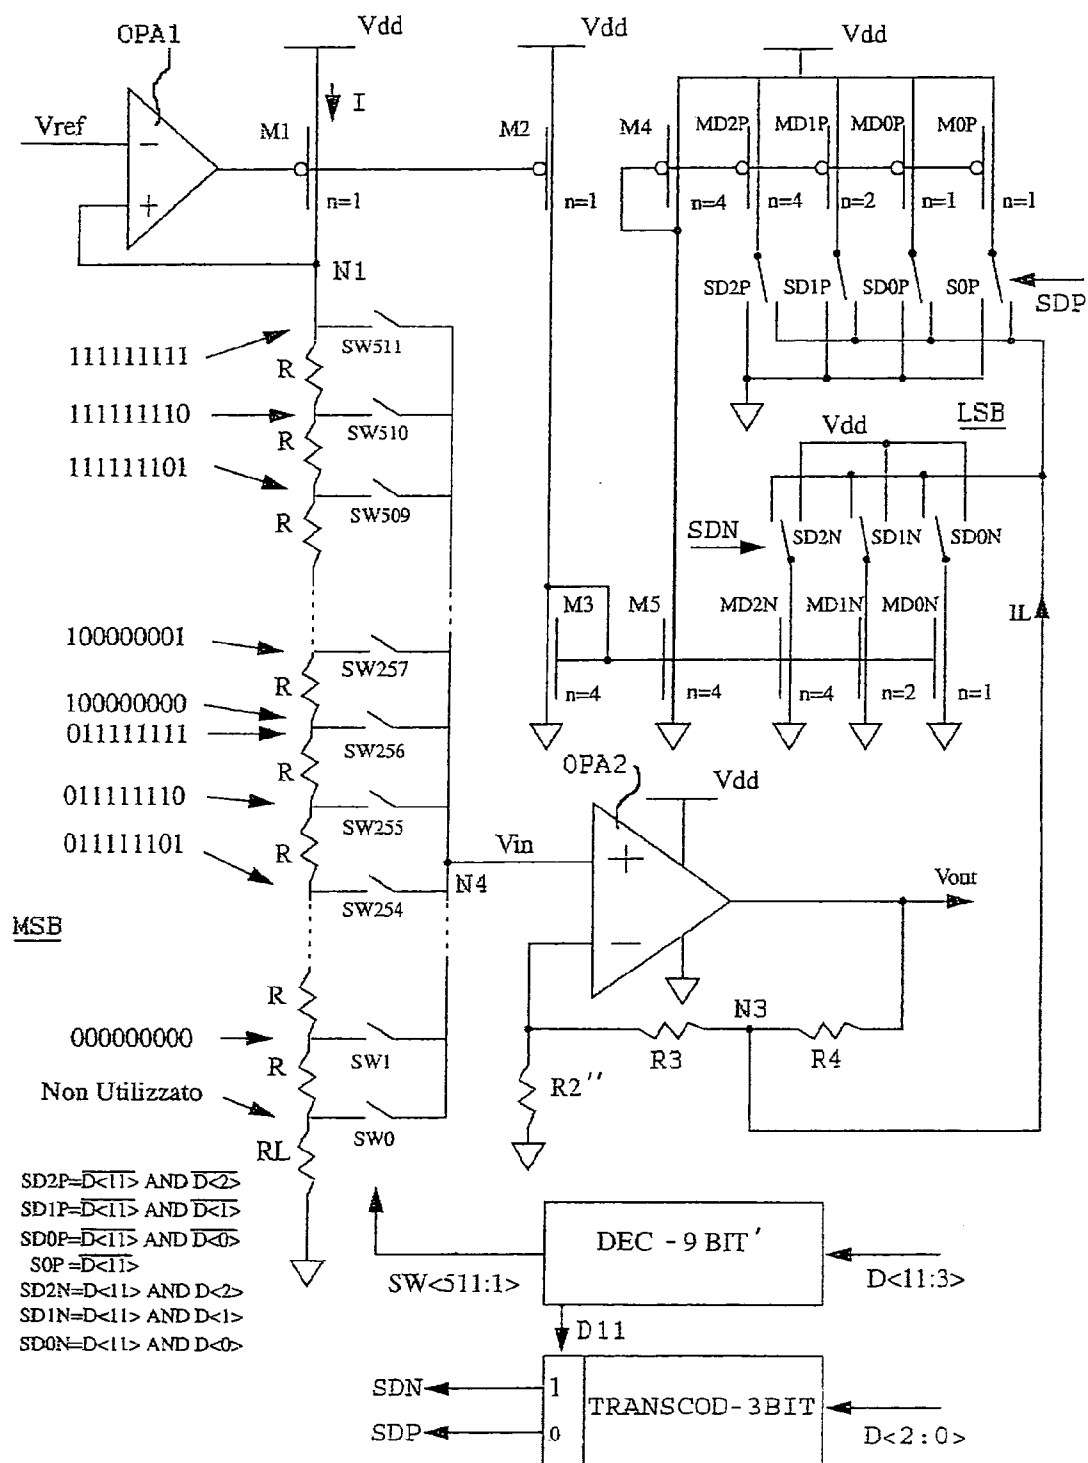 OPA1
Vdd
Vdd
Vdd
I
Vref
−
+
M1
n=1
M2
n=1
M4
n=4
MD2P
n=4
MD1P
n=2
MD0P
n=1
M0P
n=1
N1
SD2P
SD1P
SD0P
S0P
SDP
111111111
R
SW511
111111110
R
SW510
111111101
R
SW509
LSB
Vdd
SDN
SD2N
SD1N
SD0N
M3
n=4
M5
n=4
MD2N
n=4
MD1N
n=2
MD0N
n=1
IL
100000001
SW257
R
100000000
011111111
SW256
R
011111110
SW255
R
011111101
SW254
OPA2
Vdd
Vin
N4
+
−
Vout
MSB
R
N3
R3
R4
000000000
SW1
R
R2''
Non Utilizzato
SW0
RL
SD2P=D<11> AND D<2>
SD1P=D<11> AND D<1>
SD0P=D<11> AND D<0>
S0P=D<11>
SD2N=D<11> AND D<2>
SD1N=D<11> AND D<1>
SD0N=D<11> AND D<0>
SW<511:1>
DEC - 9 BIT'
D<11:3>
D11
SDN
1
SDP
0
TRANSCOD-3BIT
D<2:0>